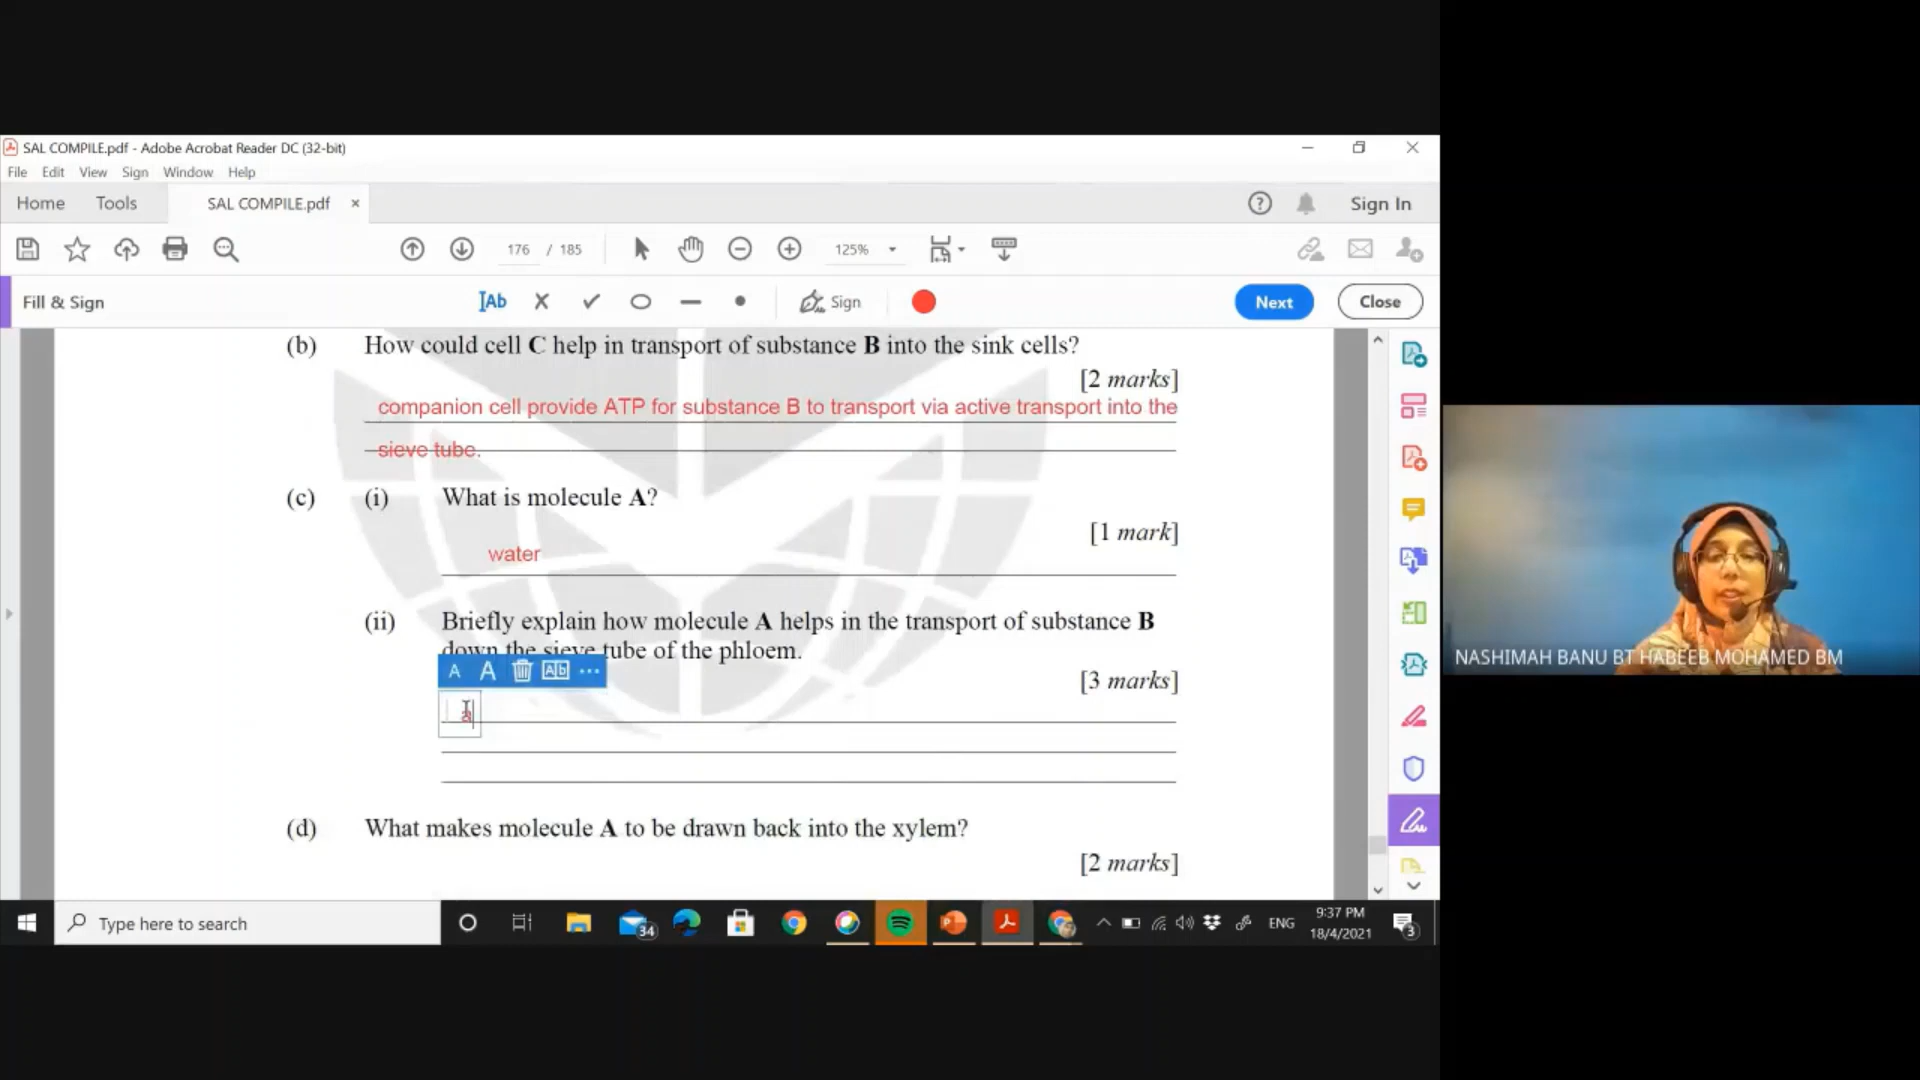 SAL COMPILE.pdf - Adobe Acrobat Reader DC (32-bit)
File Edit View Sign Window Help
Home Tools SAL COMPILE.pdf × Sign In
176 / 185 125%
Fill & Sign Ab Sign Next Close
(b) How could cell C help in transport of substance B into the sink cells?
[2 marks]
companion cell provide ATP for substance B to transport via active transport into the
sieve tube.
(c) (i) What is molecule A?
[1 mark]
water
(ii) Briefly explain how molecule A helps in the transport of substance B
down the sieve tube of the phloem.
A A Ab ...
[3 marks]
(d) What makes molecule A to be drawn back into the xylem?
[2 marks]
NASHIMAH BANU BT HABEEB MOHAMED BM
Type here to search 34 ENG 9:37 PM 3
18/4/2021